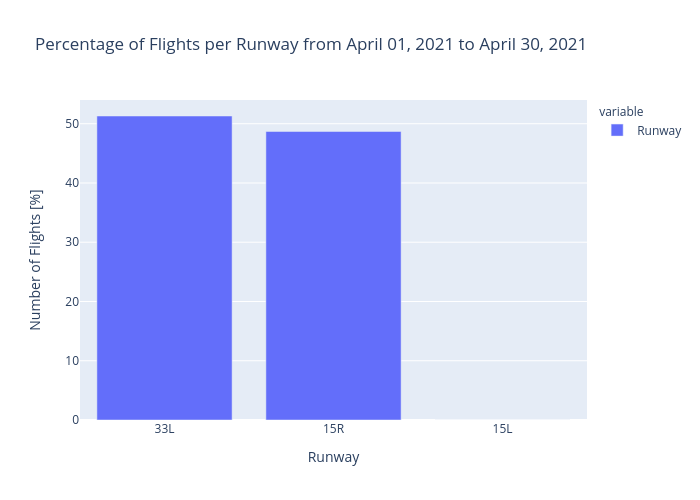 Percentage of Flights per Runway from April 01, 2021 to April 30, 2021
variable
Runway
Number of Flights [%]
50
40
30
20
10
0
33L
15R
15L
Runway